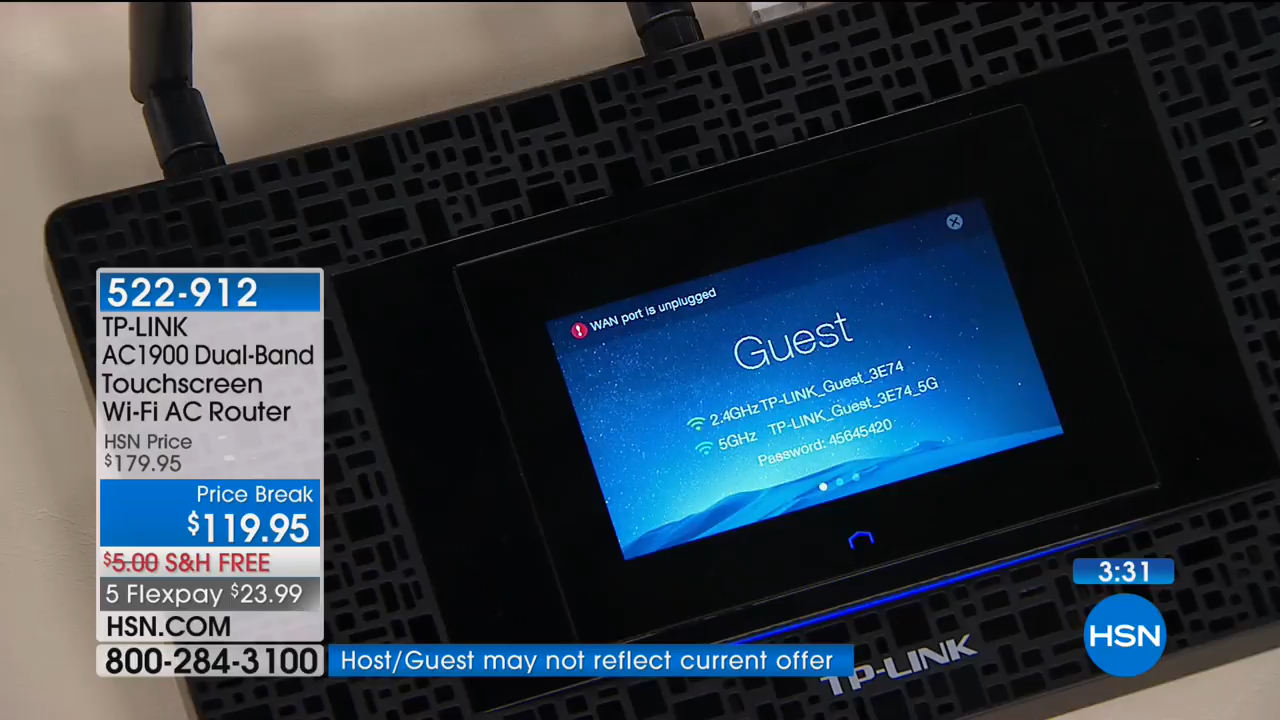 522-912
TP-LINK
AC1900 Dual-Band
Touchscreen
Wi-Fi AC Router
HSN Price
$179.95
Price Break
$119.95
$5.00 S&H FREE
5 Flexpay $23.99
HSN.COM
800-284-3100
Host/Guest may not reflect current offer
WAN port is unplugged
Guest
2.4GHz TP-LINK_Guest_3E74
5GHz TP-LINK_Guest_3E74_5G
Password: 45645420
TP-LINK
3:31
HSN